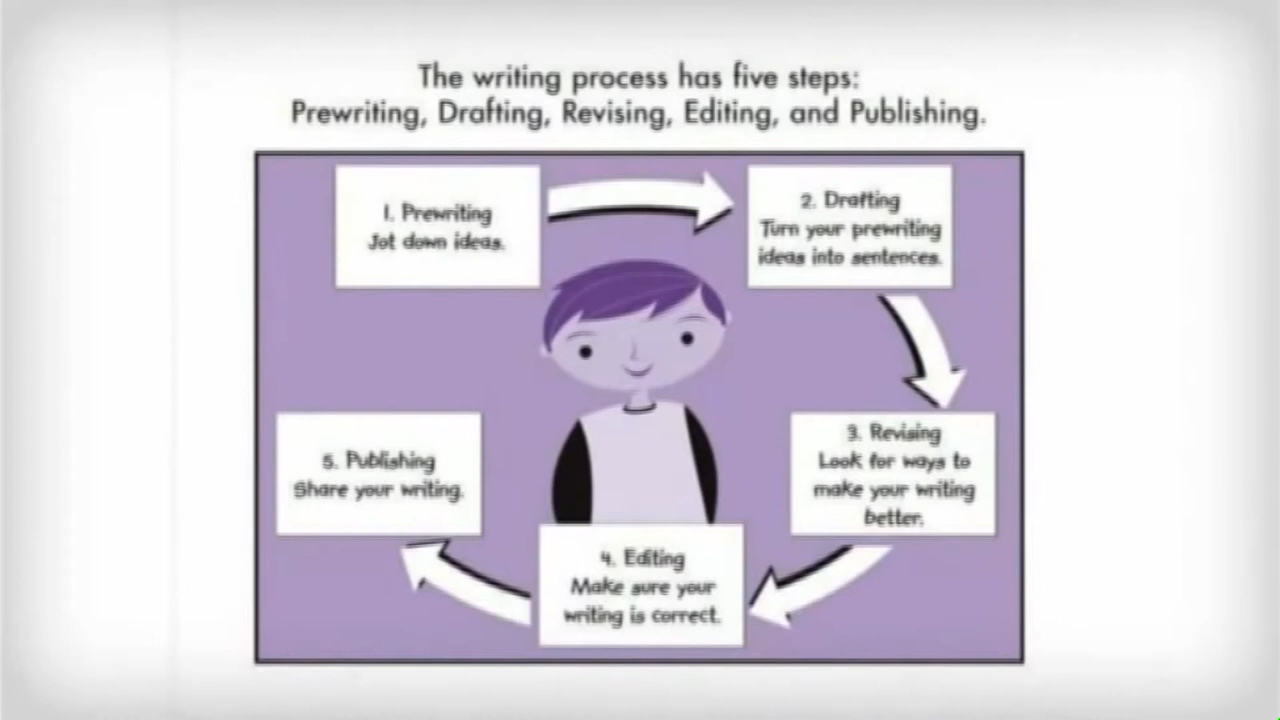 The writing process has five steps:
Prewriting, Drafting, Revising, Editing, and Publishing.
1. Prewriting
Jot down ideas.
2. Drafting
Turn your prewriting
ideas into sentences.
3. Revising
Look for ways to
make your writing
better.
4. Editing
Make sure your
writing is correct.
5. Publishing
Share your writing.